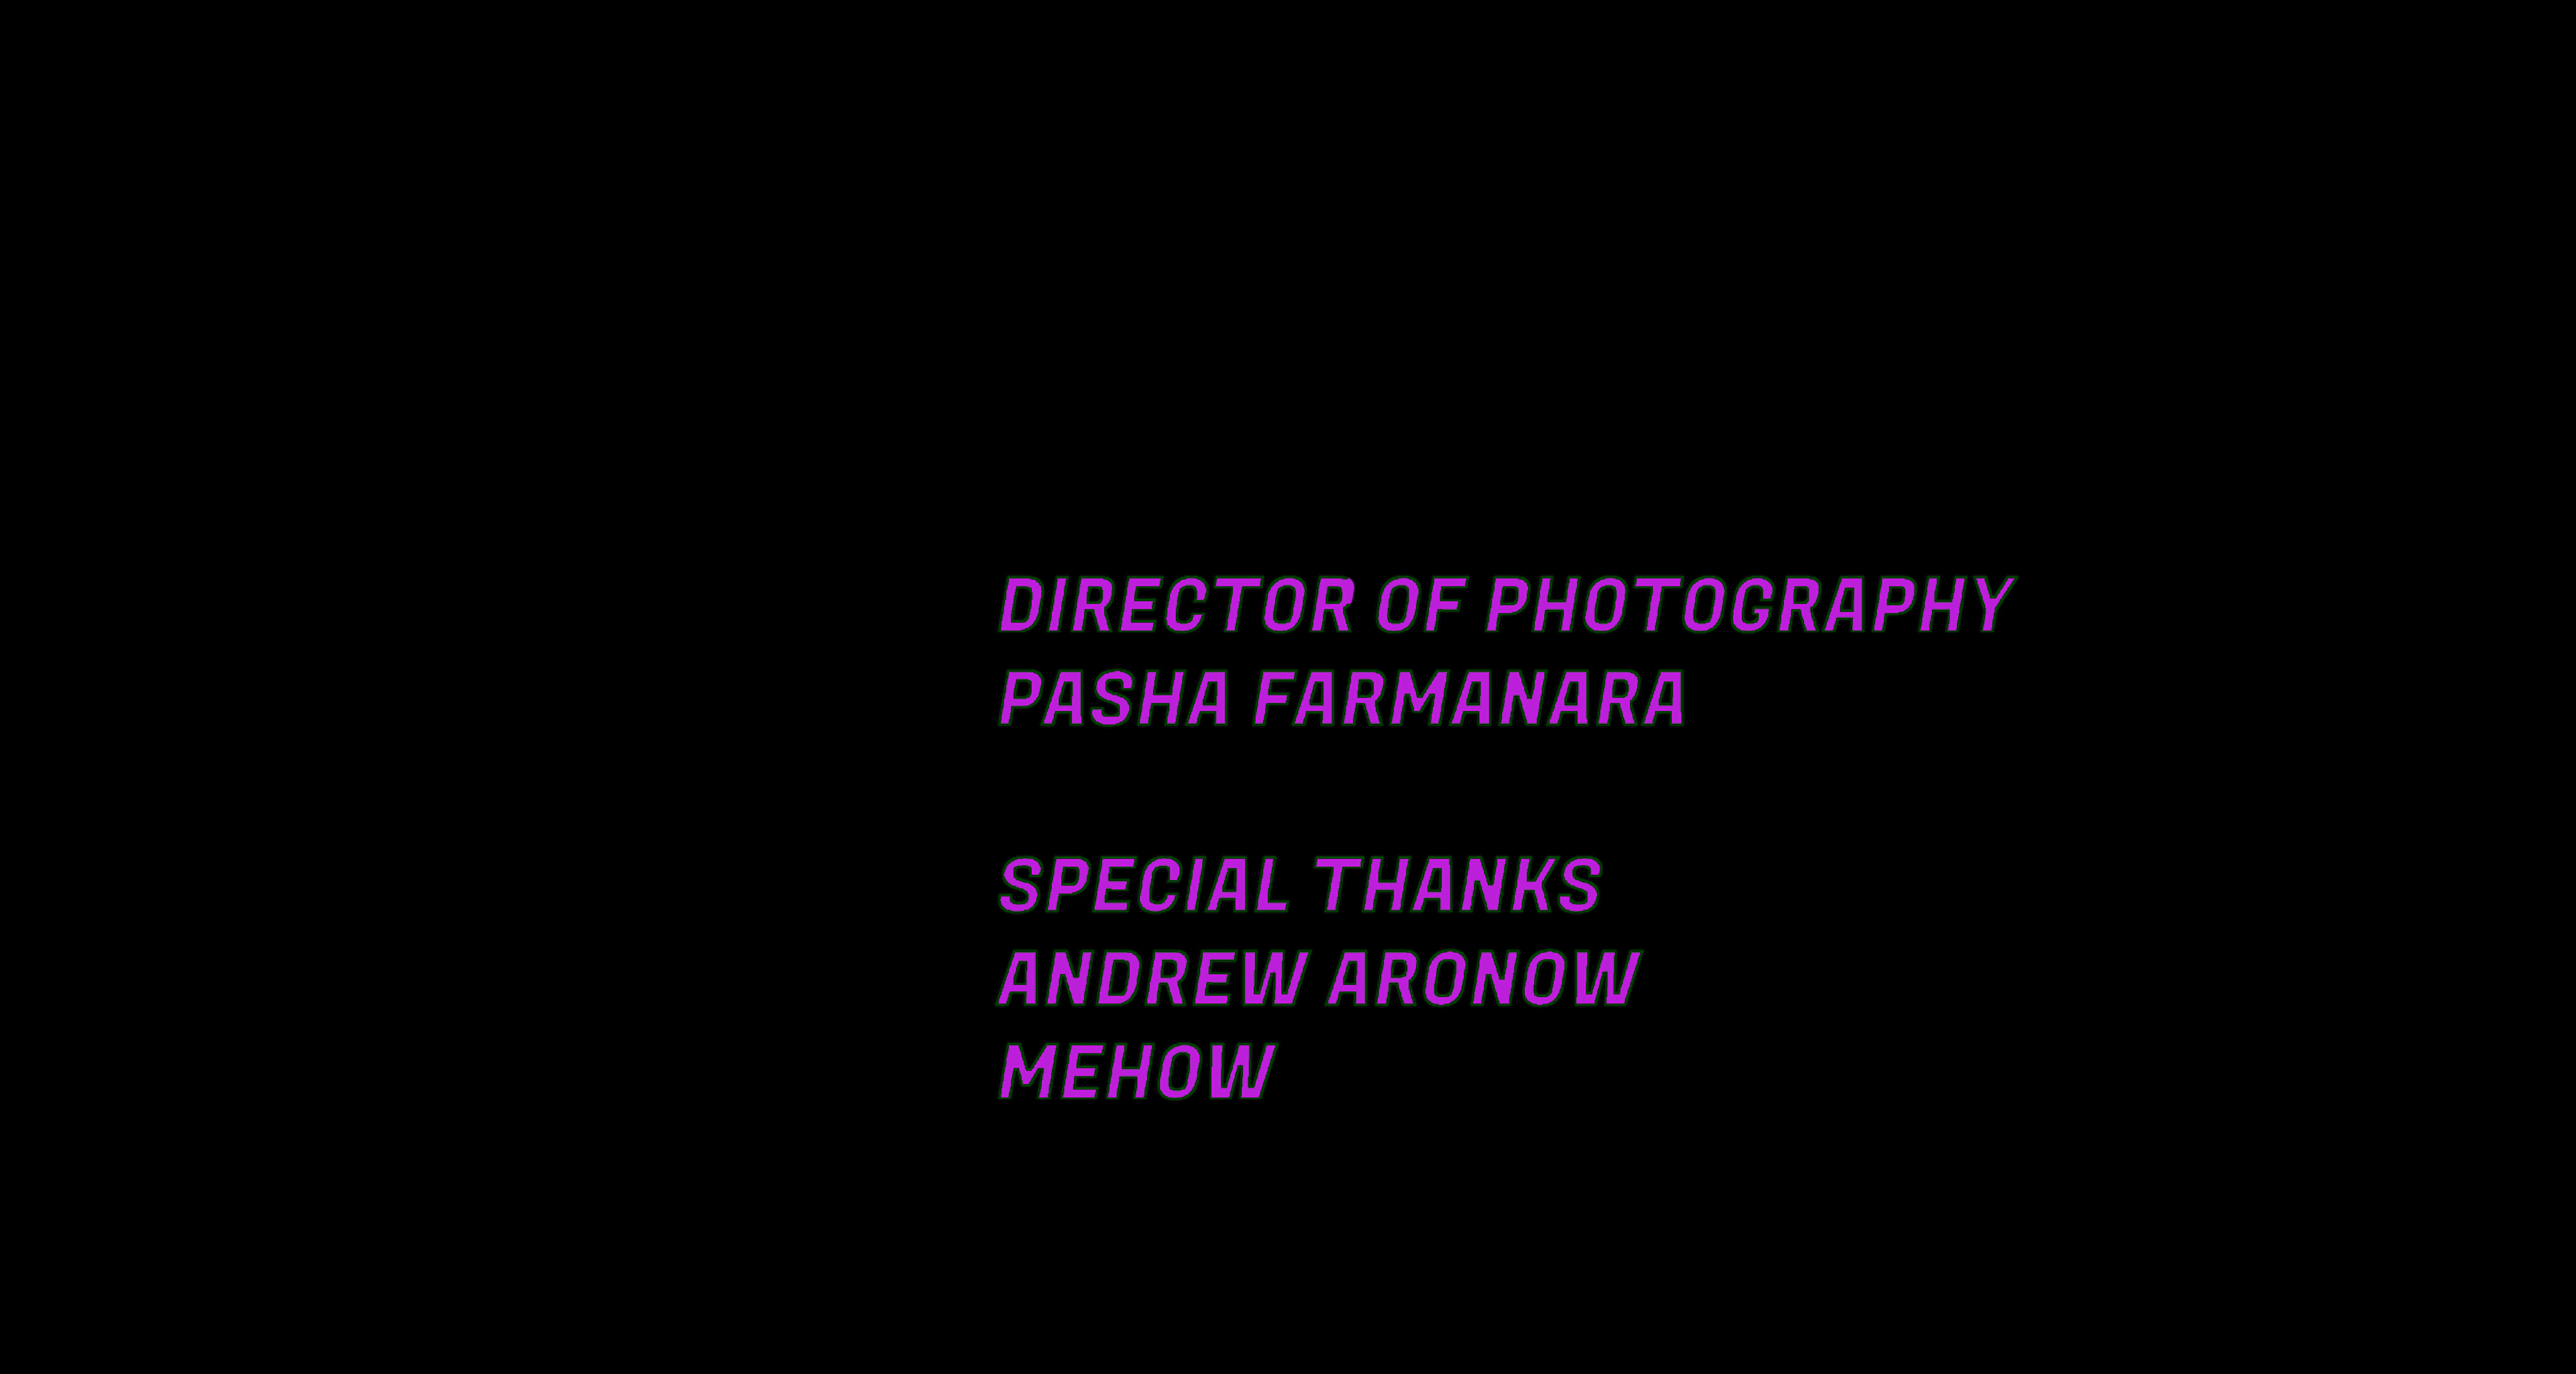 DIRECTOR OF PHOTOGRAPHY
PASHA FARMANARA
SPECIAL THANKS
ANDREW ARONOW
MEHOW